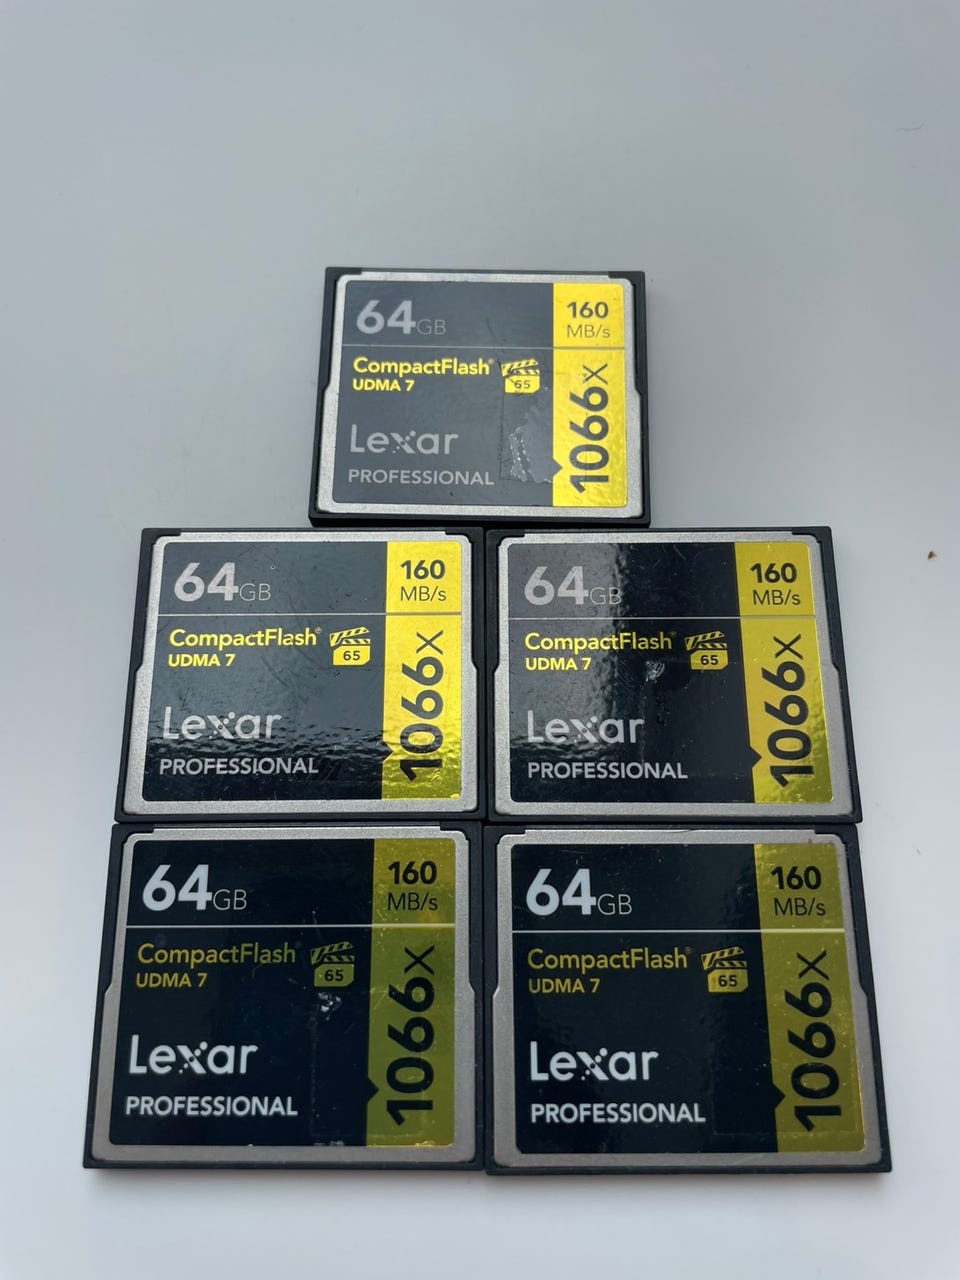 64GB
160
MB/s
CompactFlash®
UDMA 7
65
1066x
Lexar
PROFESSIONAL
64GB
160
MB/s
CompactFlash®
UDMA 7
65
1066x
Lexar
PROFESSIONAL
64GB
160
MB/s
CompactFlash®
UDMA 7
65
1066x
Lexar
PROFESSIONAL
64GB
160
MB/s
CompactFlash®
UDMA 7
65
1066x
Lexar
PROFESSIONAL
64GB
160
MB/s
CompactFlash®
UDMA 7
65
1066x
Lexar
PROFESSIONAL